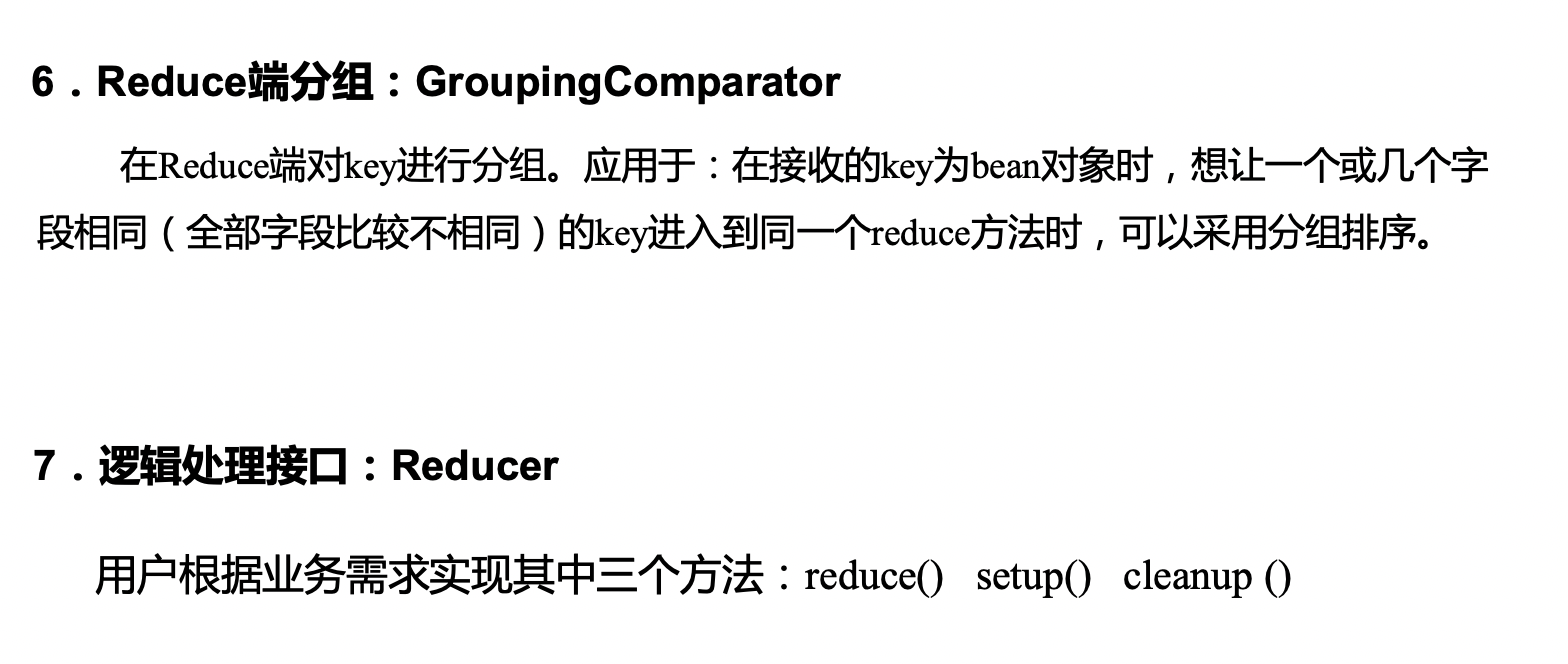 6．Reduce端分组：GroupingComparator
在Reduce端对key进行分组。应用于：在接收的key为bean对象时，想让一个或几个字
段相同（全部字段比较不相同）的key进入到同一个reduce方法时，可以采用分组排序。
7．逻辑处理接口：Reducer
用户根据业务需求实现其中三个方法：reduce()   setup()   cleanup ()